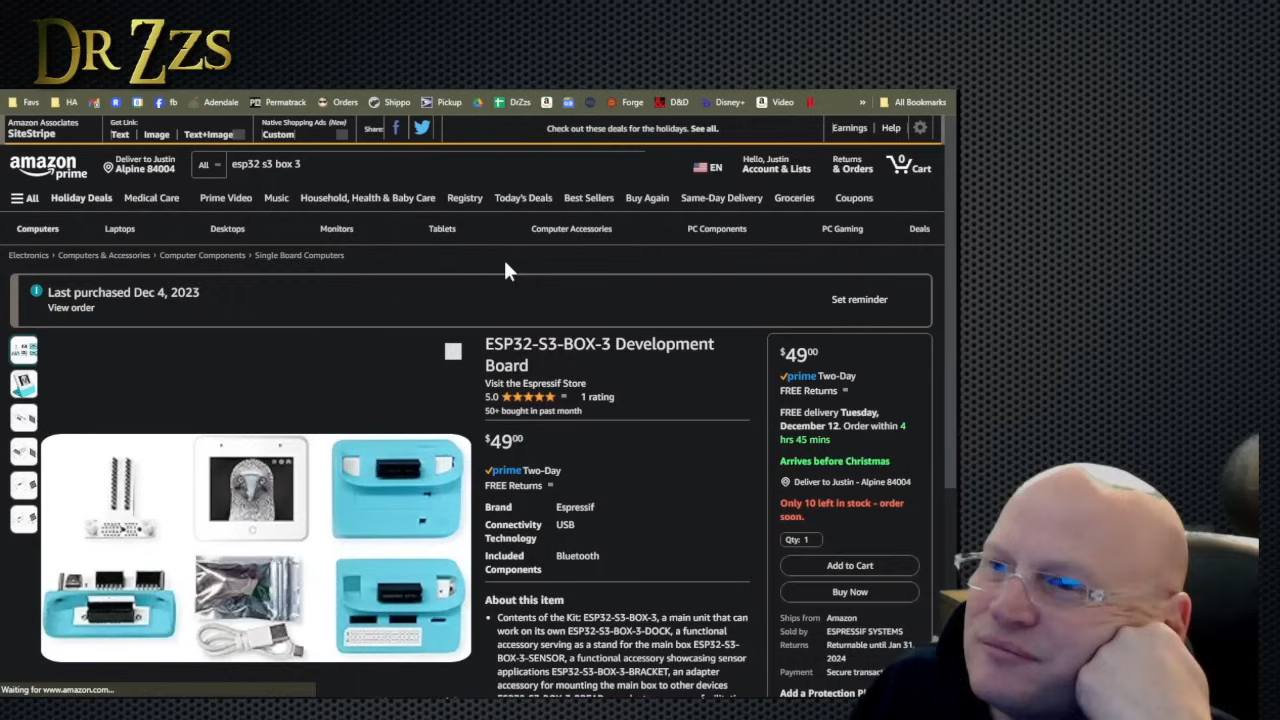 DR ZZS
Favs
HA
fb
Adendale
Permatrack
Orders
Shippo
Pickup
DrZzs
Forge
D&D
Disney+
Video
»
All Bookmarks
Amazon Associates
SiteStripe
Get Link:
Text
Image
Text+Image
Native Shopping Ads (New)
Custom
Share:
Check out these deals for the holidays. See all.
Earnings
Help
amazon
prime
Deliver to Justin
Alpine 84004
All
esp32 s3 box 3
EN
Hello, Justin
Account & Lists
Returns
& Orders
0
Cart
All
Holiday Deals
Medical Care
Prime Video
Music
Household, Health & Baby Care
Registry
Today's Deals
Best Sellers
Buy Again
Same-Day Delivery
Groceries
Coupons
Computers
Laptops
Desktops
Monitors
Tablets
Computer Accessories
PC Components
PC Gaming
Deals
Electronics › Computers & Accessories › Computer Components › Single Board Computers
Last purchased Dec 4, 2023
View order
Set reminder
ESP32-S3-BOX-3 Development
Board
Visit the Espressif Store
5.0
1 rating
50+ bought in past month
$49 00
prime Two-Day
FREE Returns
Brand
Espressif
Connectivity
Technology
USB
Included
Components
Bluetooth
About this item
• Contents of the Kit: ESP32-S3-BOX-3, a main unit that can
work on its own ESP32-S3-BOX-3-DOCK, a functional
accessory serving as a stand for the main box ESP32-S3-
BOX-3-SENSOR, a functional accessory showcasing sensor
applications ESP32-S3-BOX-3-BRACKET, an adapter
accessory for mounting the main box to other devices
$49 00
prime Two-Day
FREE Returns
FREE delivery Tuesday,
December 12. Order within 4
hrs 45 mins
Arrives before Christmas
Deliver to Justin - Alpine 84004
Only 10 left in stock - order
soon.
Qty: 1
Add to Cart
Buy Now
Ships from
Amazon
Sold by
ESPRESSIF SYSTEMS
Returns
Returnable until Jan 31,
2024
Payment
Secure transac
Add a Protection Pl
Waiting for www.amazon.com...